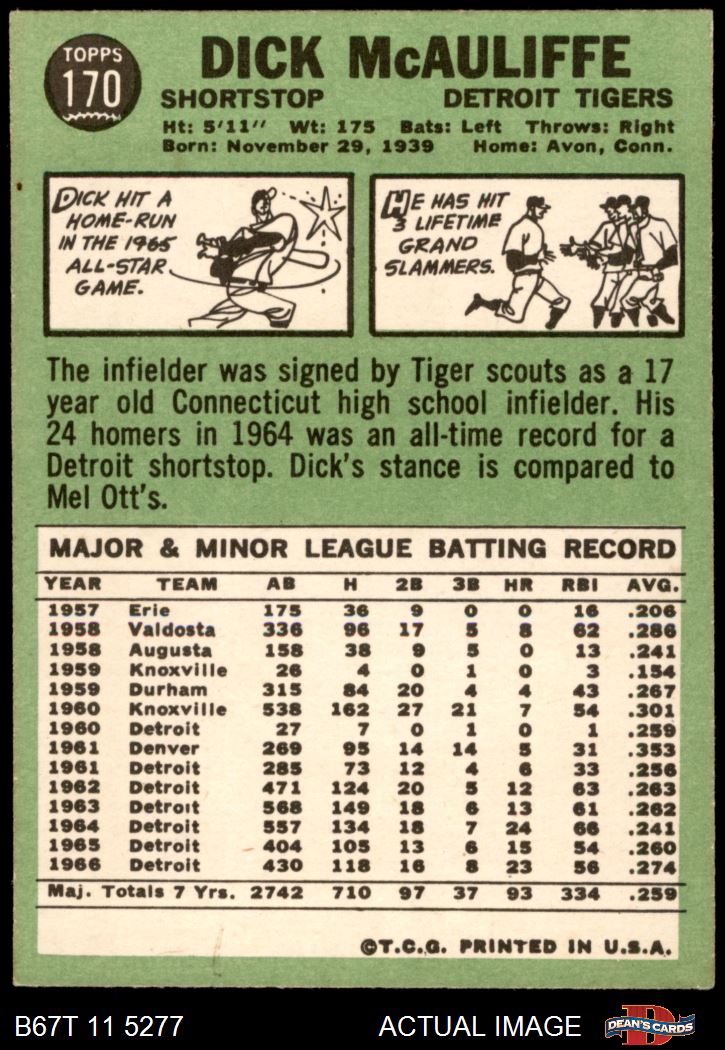 TOPPS
170
DICK McAULIFFE
SHORTSTOP DETROIT TIGERS
Ht: 5'11" Wt: 175 Bats: Left Throws: Right
Born: November 29, 1939 Home: Avon, Conn.
DICK HIT A
HOME-RUN
IN THE 1965
ALL-STAR
GAME.
HE HAS HIT
3 LIFETIME
GRAND
SLAMMERS.
The infielder was signed by Tiger scouts as a 17
year old Connecticut high school infielder. His
24 homers in 1964 was an all-time record for a
Detroit shortstop. Dick's stance is compared to
Mel Ott's.
MAJOR & MINOR LEAGUE BATTING RECORD
YEAR TEAM AB H 2B 3B HR RBI AVG.
1957 Erie 175 36 9 0 0 16 .206
1958 Valdosta 336 96 17 5 8 62 .286
1958 Augusta 158 38 9 5 0 13 .241
1959 Knoxville 26 4 0 1 0 3 .154
1959 Durham 315 84 20 4 4 43 .267
1960 Knoxville 538 162 27 21 7 54 .301
1960 Detroit 27 7 0 1 0 1 .259
1961 Denver 269 95 14 14 5 31 .353
1961 Detroit 285 73 12 4 6 33 .256
1962 Detroit 471 124 20 5 12 63 .263
1963 Detroit 568 149 18 6 13 61 .262
1964 Detroit 557 134 18 7 24 66 .241
1965 Detroit 404 105 13 6 15 54 .260
1966 Detroit 430 118 16 8 23 56 .274
Maj. Totals 7 Yrs. 2742 710 97 37 93 334 .259
©T.C.G. PRINTED IN U.S.A.
B67T 11 5277 ACTUAL IMAGE
D
DEAN'S CARDS